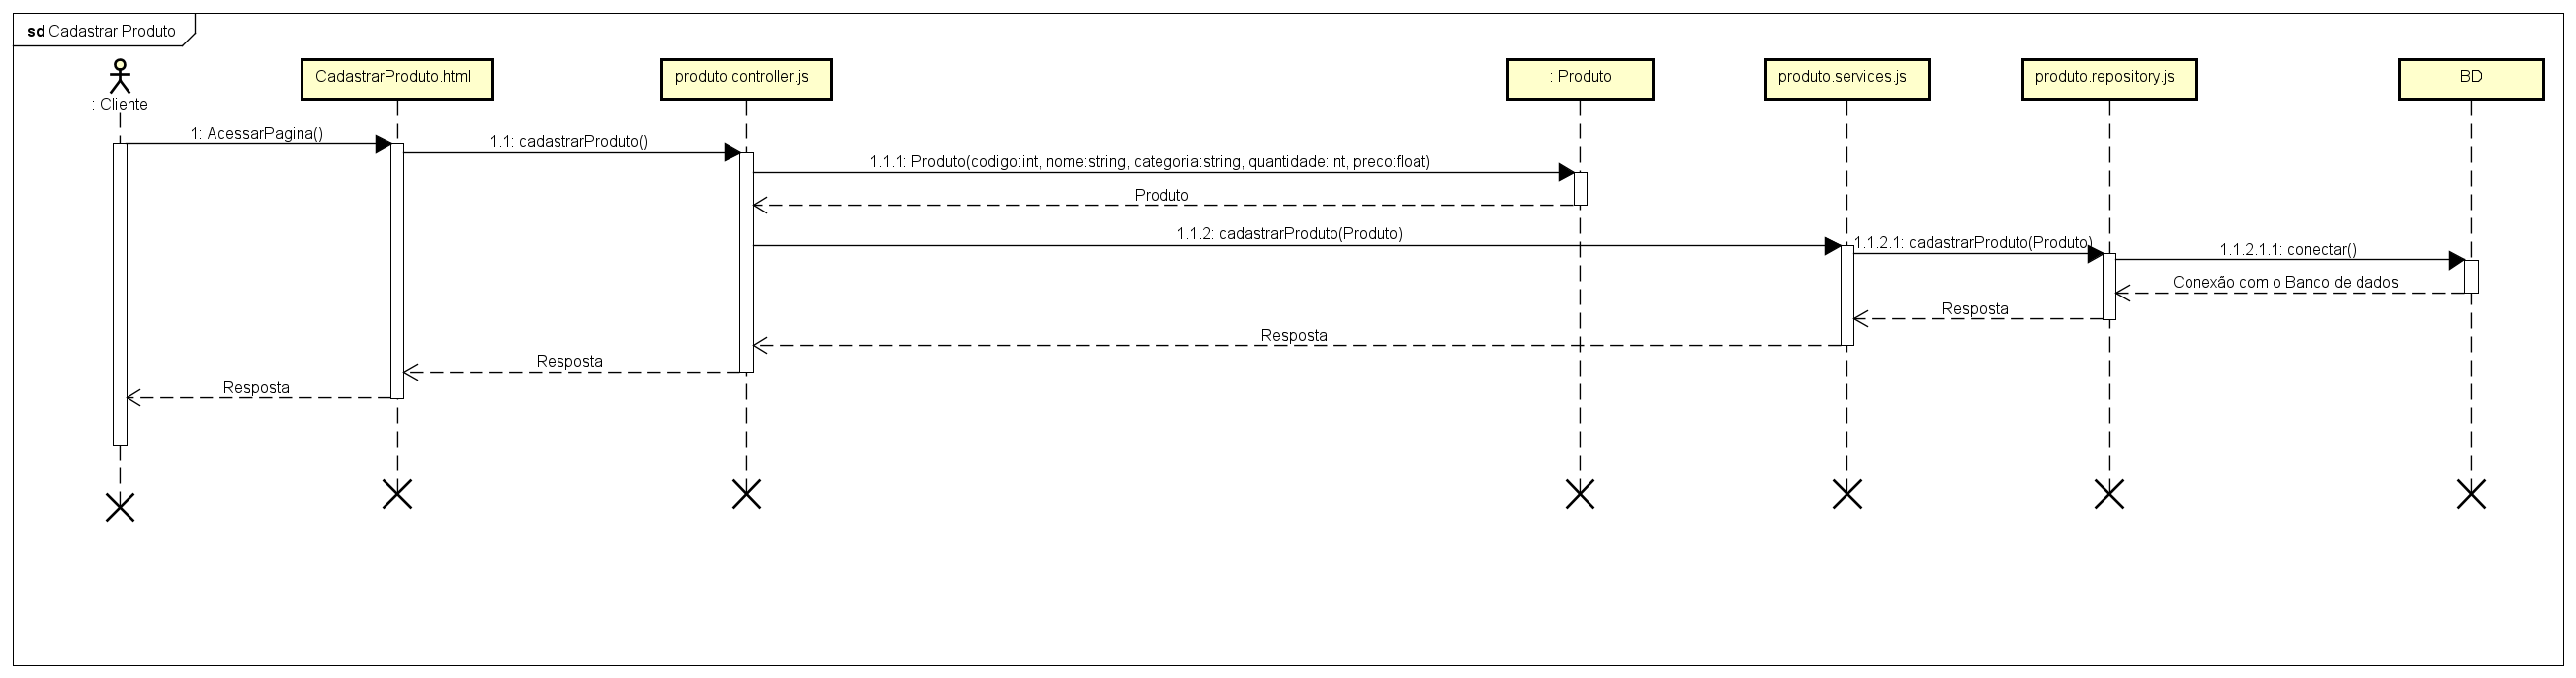 sd Cadastrar Produto
: Cliente
CadastrarProduto.html
produto.controller.js
: Produto
produto.services.js
produto.repository.js
BD
1: AcessarPagina()
1.1: cadastrarProduto()
1.1.1: Produto(codigo:int, nome:string, categoria:string, quantidade:int, preco:float)
Produto
1.1.2: cadastrarProduto(Produto)
1.1.2.1: cadastrarProduto(Produto)
1.1.2.1.1: conectar()
Conexão com o Banco de dados
Resposta
Resposta
Resposta
Resposta